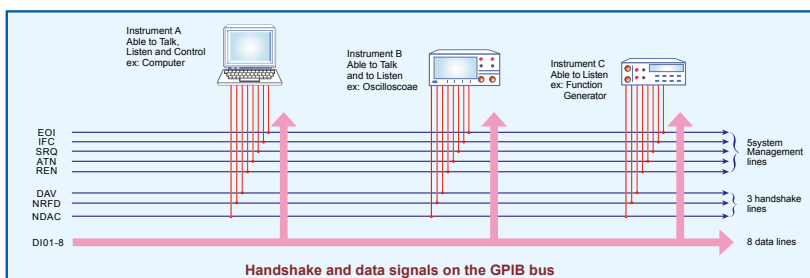 Instrument A
Able to Talk,
Listen and Control
ex: Computer
Instrument B
Able to Talk
and to Listen
ex: Oscilloscoae
Instrument C
Able to Listen
ex: Function
Generator
EOI
IFC
SRQ
ATN
REN
5system
Management
lines
DAV
NRFD
NDAC
3 handshake
lines
DI01-8
8 data lines
Handshake and data signals on the GPIB bus